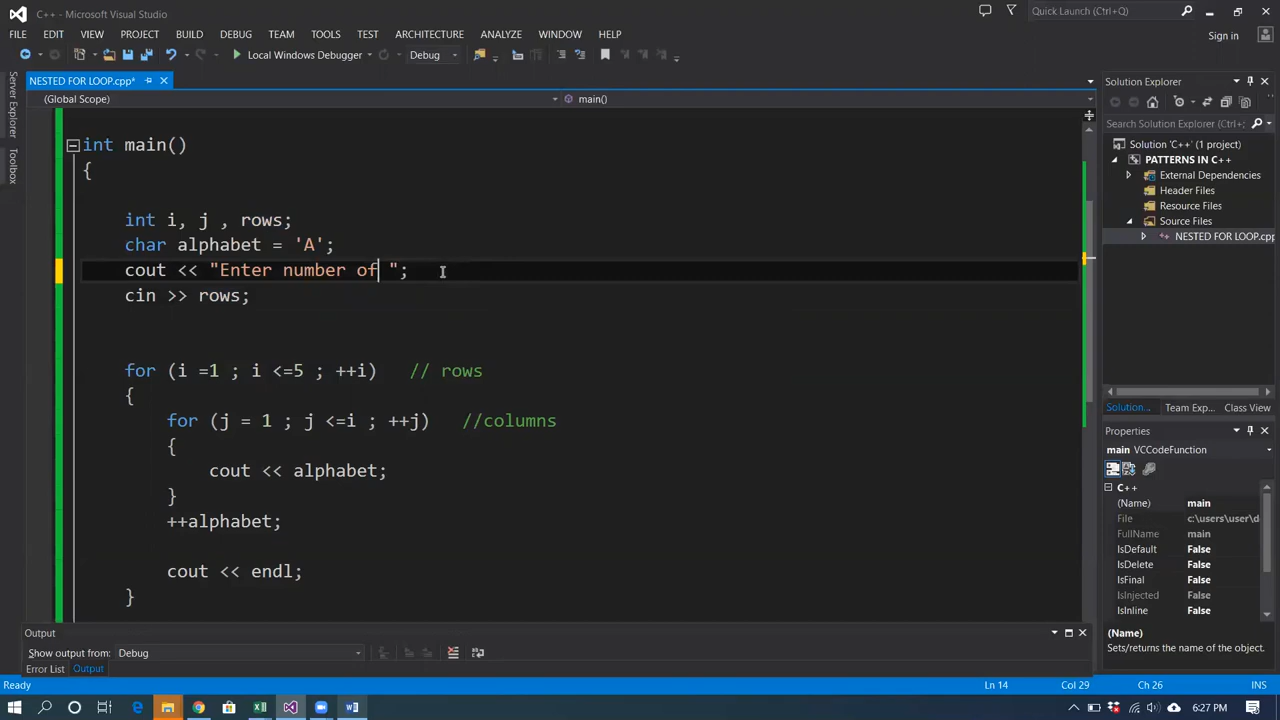 C++ - Microsoft Visual Studio
Quick Launch (Ctrl+Q)
FILE EDIT VIEW PROJECT BUILD DEBUG TEAM TOOLS TEST ARCHITECTURE ANALYZE WINDOW HELP
Sign in
Local Windows Debugger Debug
Server Explorer
Toolbox
NESTED FOR LOOP.cpp*
(Global Scope) main()
int main()
{
int i, j , rows;
char alphabet = 'A';
cout << "Enter number of ";
cin >> rows;
for (i =1 ; i <=5 ; ++i) // rows
{
for (j = 1 ; j <=i ; ++j) //columns
{
cout << alphabet;
}
++alphabet;
cout << endl;
}
Solution Explorer
Search Solution Explorer (Ctrl+;
Solution 'C++' (1 project)
PATTERNS IN C++
External Dependencies
Header Files
Resource Files
Source Files
NESTED FOR LOOP.cpp
Solution... Team Exp... Class View
Properties
main VCCodeFunction
C++
(Name) main
File c:\users\user\d
FullName main
IsDefault False
IsDelete False
IsFinal False
IsInjected False
IsInline False
(Name)
Sets/returns the name of the object.
Output
Show output from: Debug
Error List Output
Ready Ln 14 Col 29 Ch 26 INS
6:27 PM